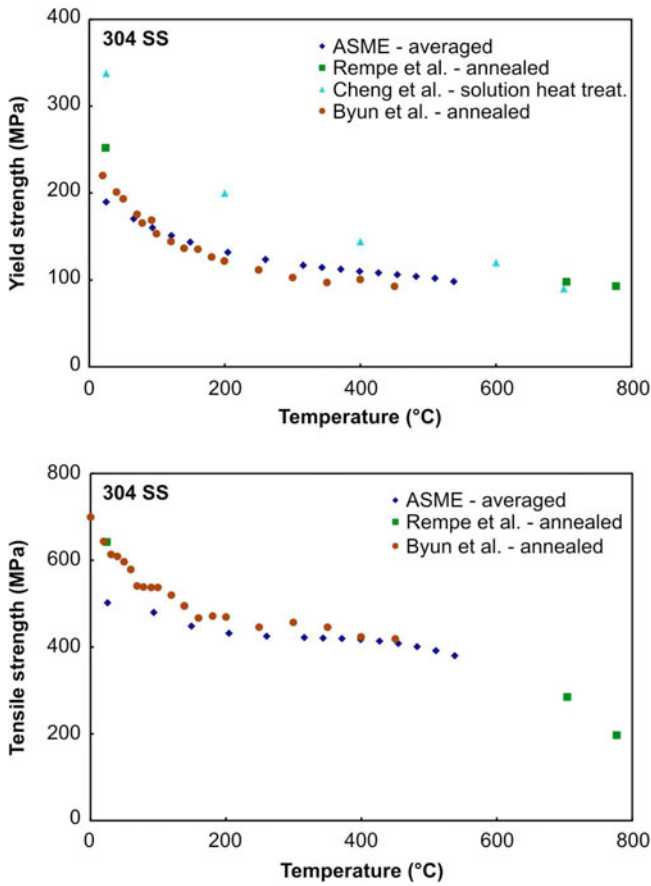 304 SS
ASME - averaged
Rempe et al. - annealed
Cheng et al. - solution heat treat.
Byun et al. - annealed
Yield strength (MPa)
400
300
200
100
0
0
200
400
600
800
Temperature (°C)
304 SS
ASME - averaged
Rempe et al. - annealed
Byun et al. - annealed
Tensile strength (MPa)
800
600
400
200
0
0
200
400
600
800
Temperature (°C)